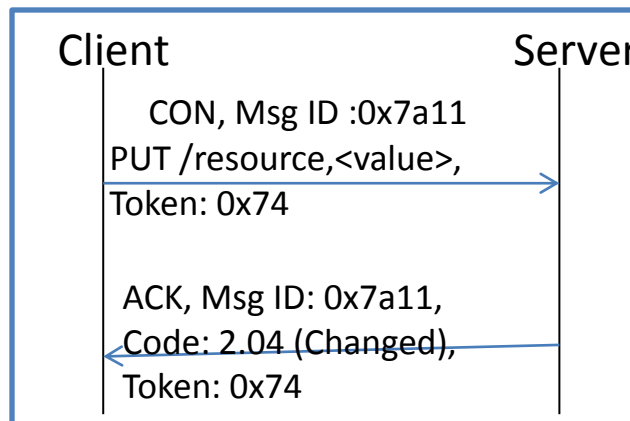 Client Server
CON, Msg ID :0x7a11
PUT /resource,<value>,
Token: 0x74
ACK, Msg ID: 0x7a11,
Code: 2.04 (Changed),
Token: 0x74